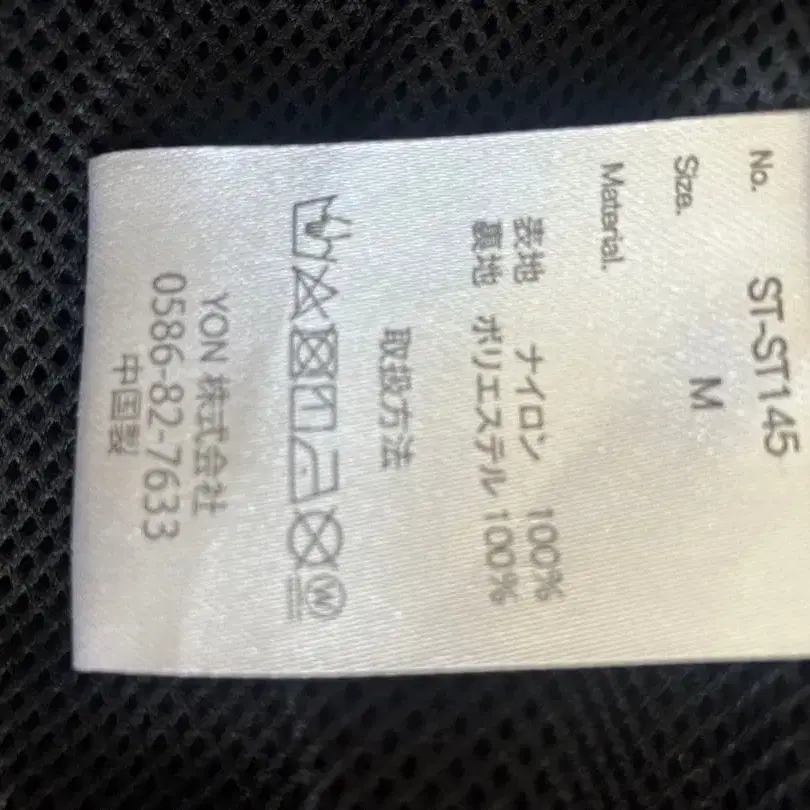 No. ST-ST145
Size. M
Material.
表地 ナイロン 100%
裏地 ポリエステル 100%
取扱方法
W
YON 株式会社
0586-82-7633
中国製